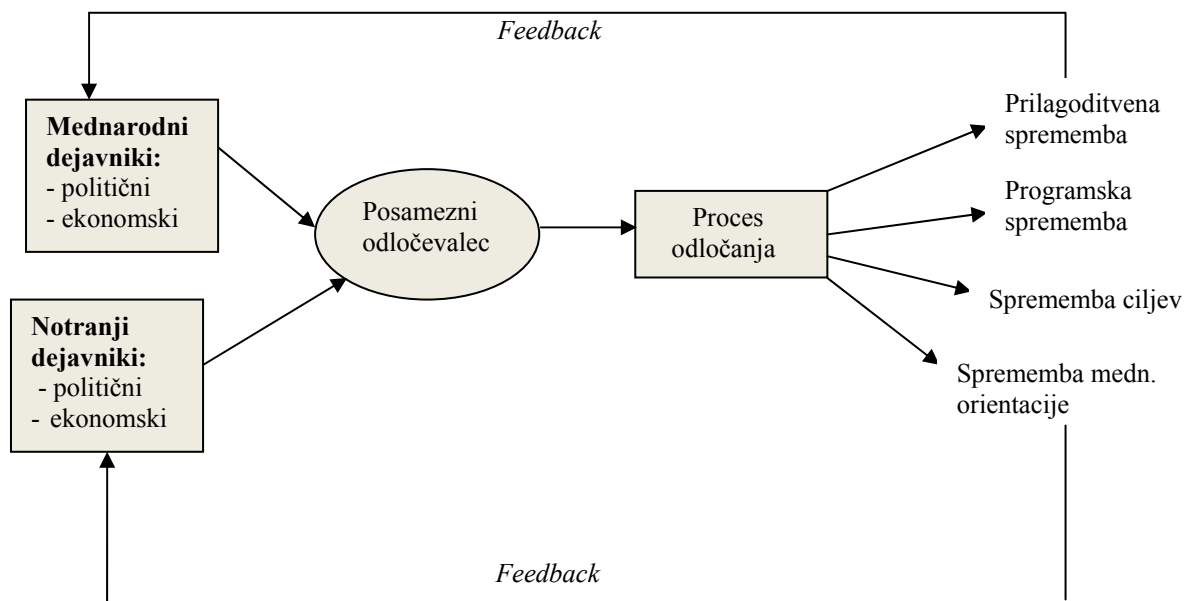 Feedback
Mednarodni
dejavniki:
- politični
- ekonomski
Posamezni
odločevalec
Proces
odločanja
Prilagoditvena
sprememba
Programska
sprememba
Sprememba ciljev
Sprememba medn.
orientacije
Notranji
dejavniki:
- politični
- ekonomski
Feedback